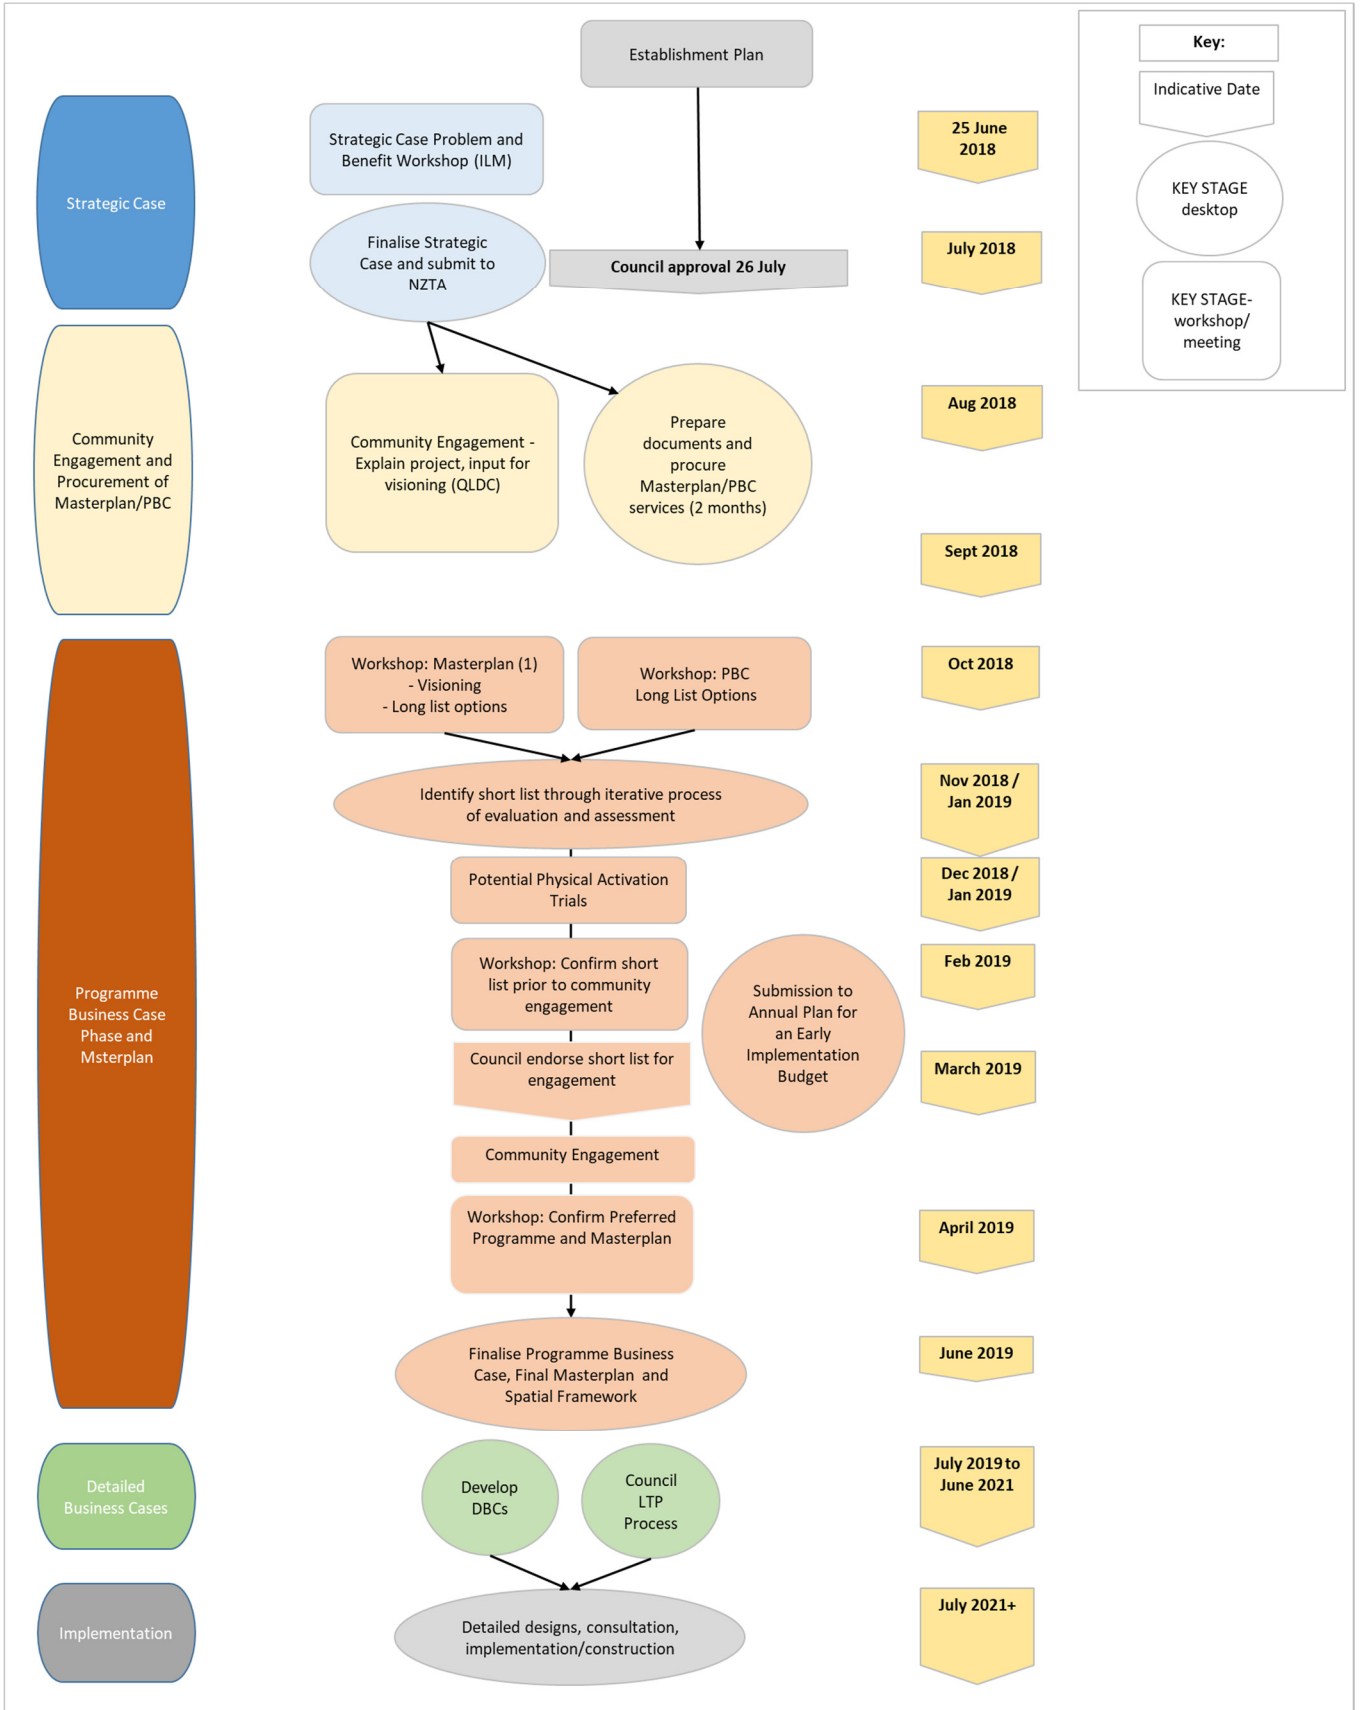 Establishment Plan
Key:
Indicative Date
KEY STAGE
desktop
KEY STAGE-
workshop/
meeting
Strategic Case
Strategic Case Problem and
Benefit Workshop (ILM)
25 June
2018
Finalise Strategic
Case and submit to
NZTA
Council approval 26 July
July 2018
Community
Engagement and
Procurement of
Masterplan/PBC
Community Engagement -
Explain project, input for
visioning (QLDC)
Prepare
documents and
procure
Masterplan/PBC
services (2 months)
Aug 2018
Sept 2018
Programme
Business Case
Phase and
Msterplan
Workshop: Masterplan (1)
- Visioning
- Long list options
Workshop: PBC
Long List Options
Oct 2018
Identify short list through iterative process
of evaluation and assessment
Nov 2018 /
Jan 2019
Potential Physical Activation
Trials
Dec 2018 /
Jan 2019
Workshop: Confirm short
list prior to community
engagement
Submission to
Annual Plan for
an Early
Implementation
Budget
Feb 2019
Council endorse short list for
engagement
March 2019
Community Engagement
Workshop: Confirm Preferred
Programme and Masterplan
April 2019
Finalise Programme Business
Case, Final Masterplan and
Spatial Framework
June 2019
Detailed
Business Cases
Develop
DBCs
Council
LTP
Process
July 2019 to
June 2021
Implementation
Detailed designs, consultation,
implementation/construction
July 2021+